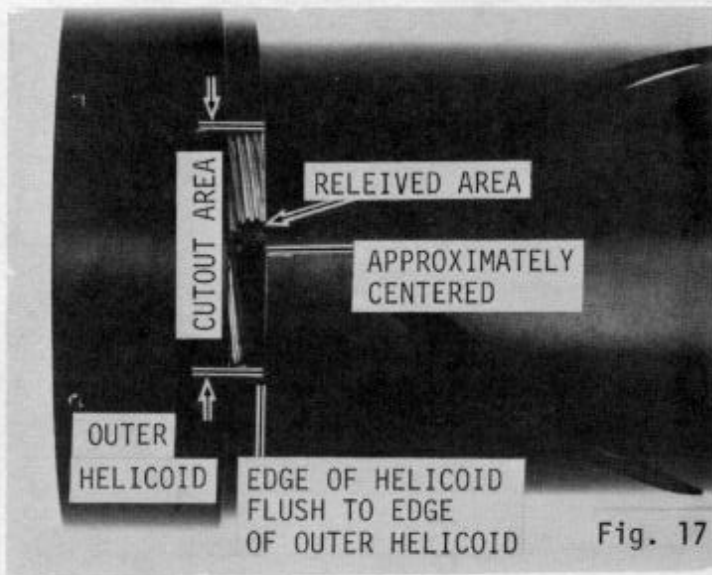 CUTOUT AREA
RELEIVED AREA
APPROXIMATELY
CENTERED
OUTER
HELICOID
EDGE OF HELICOID
FLUSH TO EDGE
OF OUTER HELICOID
Fig. 17